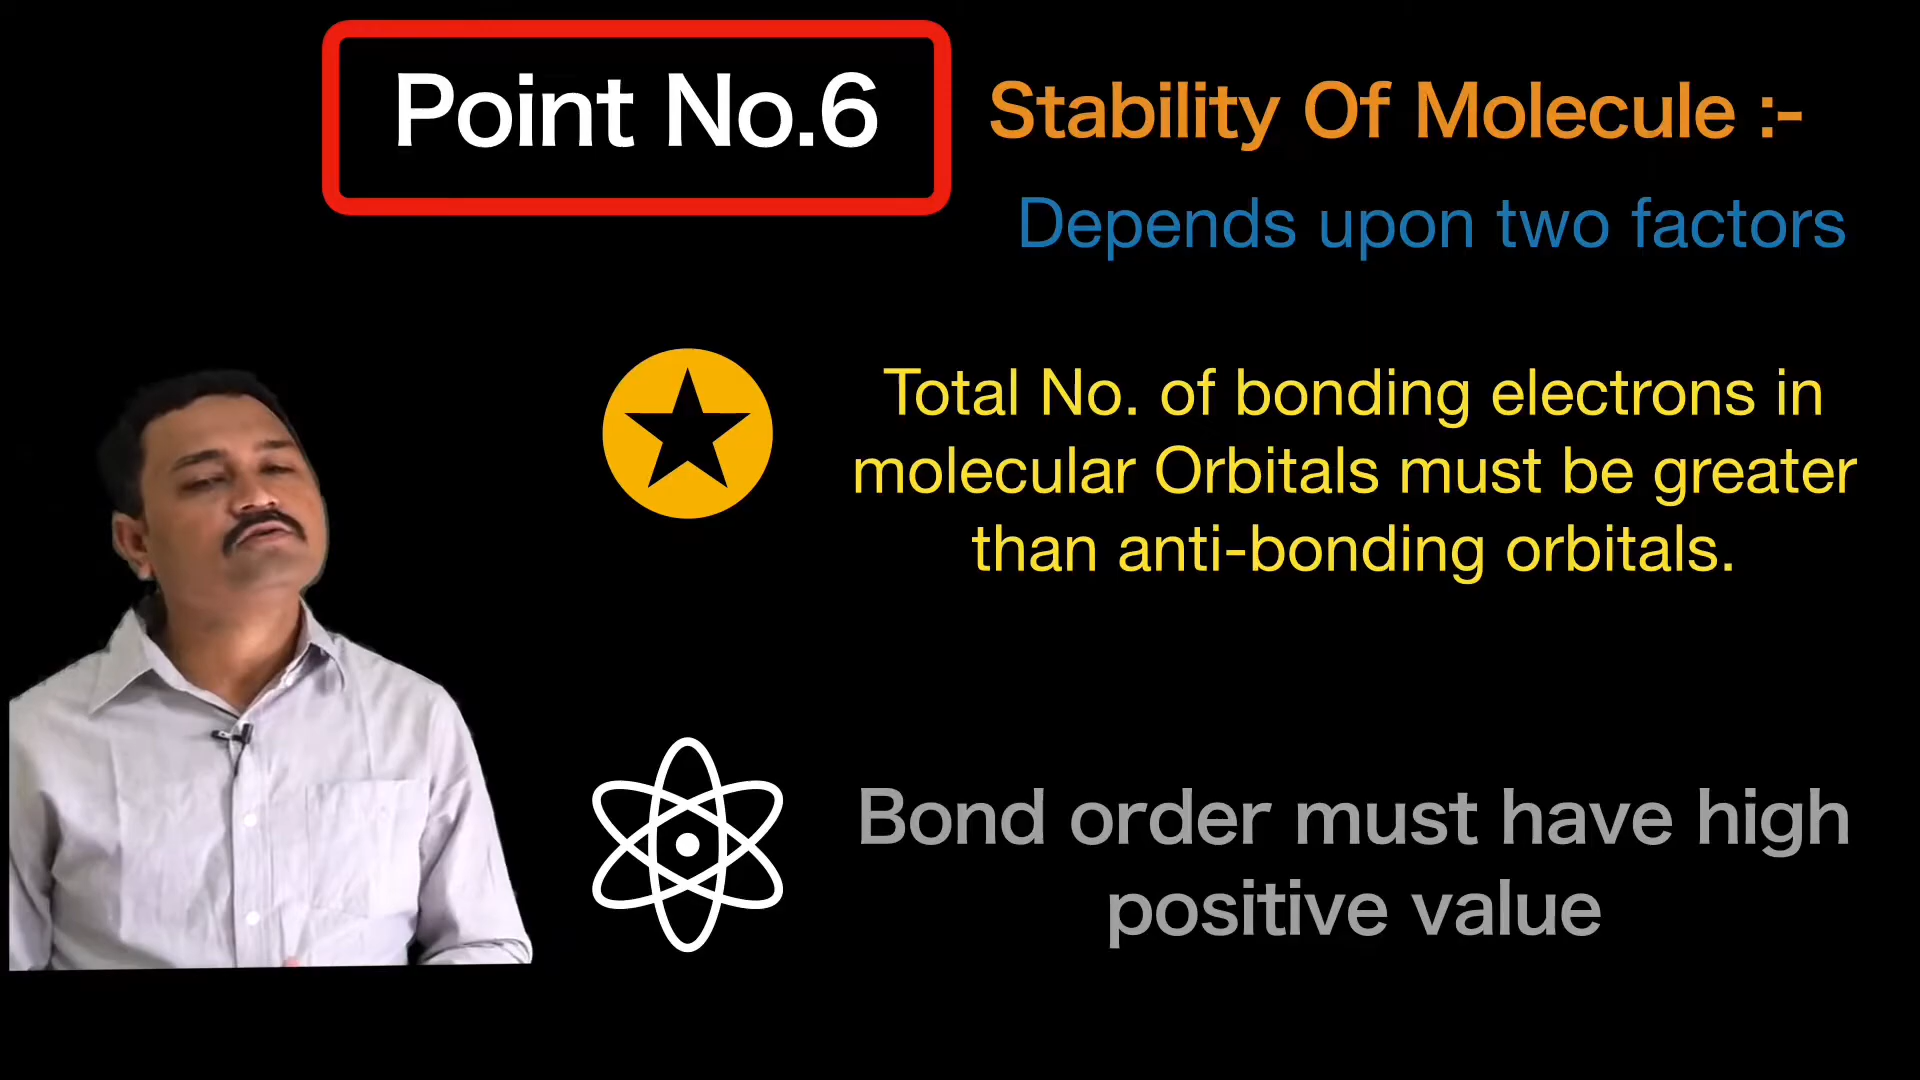 Point No.6
Stability Of Molecule :-
Depends upon two factors
Total No. of bonding electrons in
molecular Orbitals must be greater
than anti-bonding orbitals.
Bond order must have high
positive value